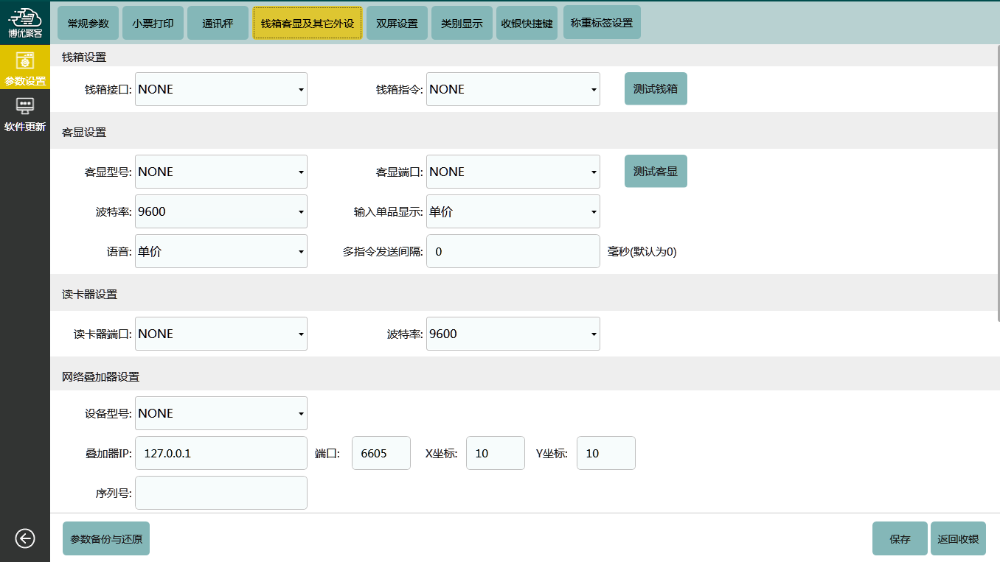 博优聚客
常规参数 小票打印 通讯秤 钱箱客显及其它外设 双屏设置 类别显示 收银快捷键 称重标签设置
参数设置
软件更新
钱箱设置
钱箱接口: NONE 钱箱指令: NONE 测试钱箱
客显设置
客显型号: NONE 客显端口: NONE 测试客显
波特率: 9600 输入单品显示: 单价
语音: 单价 多指令发送间隔: 0 毫秒(默认为0)
读卡器设置
读卡器端口: NONE 波特率: 9600
网络叠加器设置
设备型号: NONE
叠加器IP: 127.0.0.1 端口: 6605 X坐标: 10 Y坐标: 10
序列号:
参数备份与还原 保存 返回收银